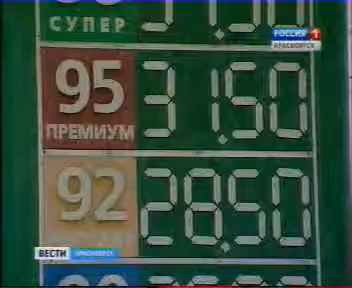 СУПЕР
РОССИЯ 1
КРАСНОЯРСК
95 31.50
ПРЕМИУМ
92 28.50
ВЕСТИ КРАСНОЯРСК